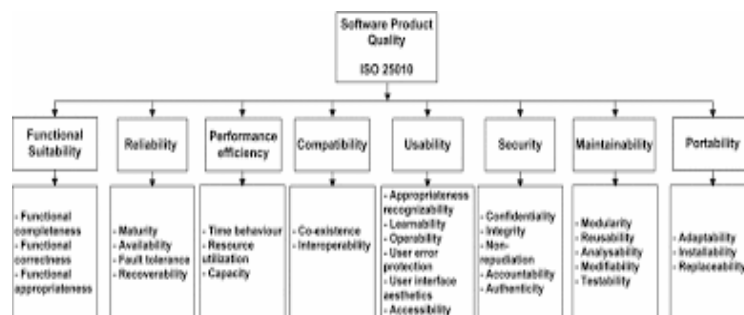 Software Product
Quality
ISO 25010
Functional
Suitability
Reliability
Performance
efficiency
Compatibility
Usability
Security
Maintainability
Portability
- Functional
completeness
- Functional
correctness
- Functional
appropriateness
- Maturity
- Availability
- Fault tolerance
- Recoverability
- Time behaviour
- Resource
utilization
- Capacity
- Co-existence
- Interoperability
- Appropriateness
recognizability
- Learnability
- Operability
- User error
protection
- User interface
aesthetics
- Accessibility
- Confidentiality
- Integrity
- Non-
repudiation
- Accountability
- Authenticity
- Modularity
- Reusability
- Analysability
- Modifiability
- Testability
- Adaptability
- Installability
- Replaceability